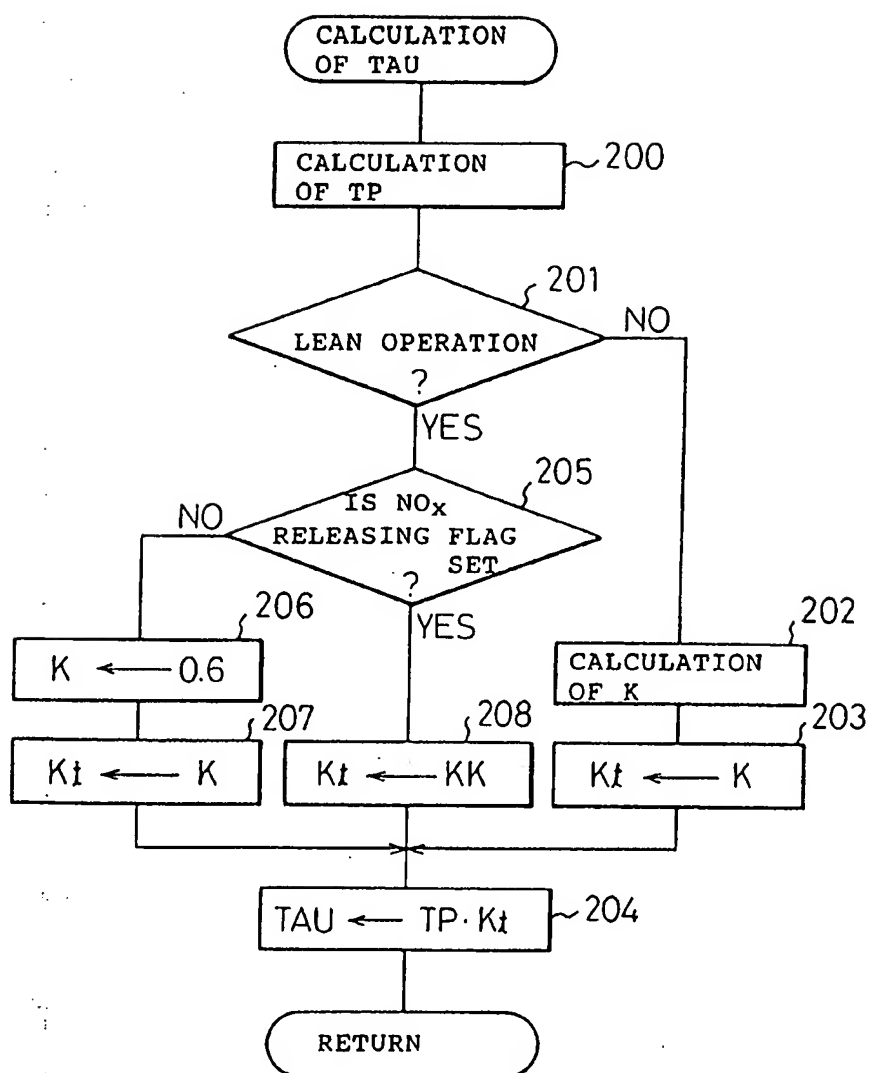 CALCULATION
OF TAU
CALCULATION
OF TP
200
201
LEAN OPERATION
?
NO
YES
205
IS NOx
RELEASING FLAG
SET
?
NO
YES
206
K ← 0.6
202
CALCULATION
OF K
207
Kt ← K
208
Kt ← KK
203
Kt ← K
TAU ← TP·Kt
204
RETURN